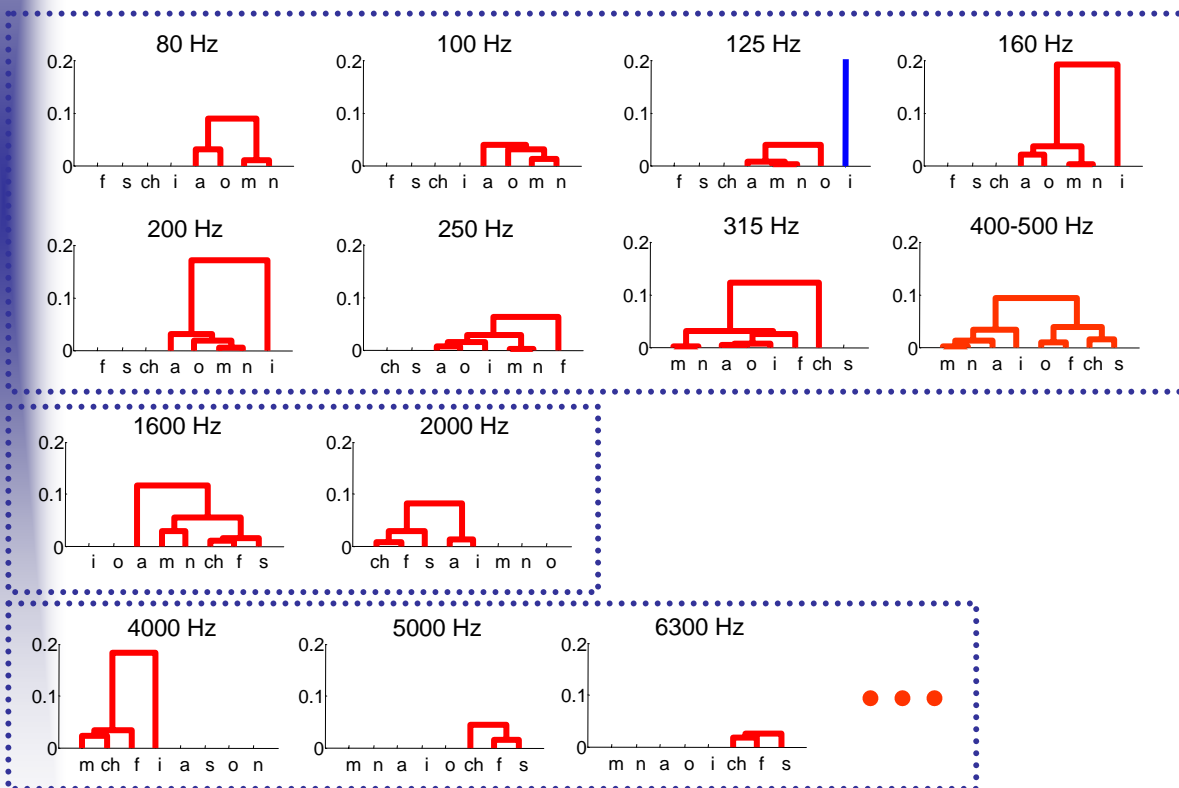 80 Hz 100 Hz 125 Hz 160 Hz
0.2 0.2 0.2 0.2
0.1 0.1 0.1 0.1
0 0 0 0
f s ch i a o m n f s ch i a o m n f s ch a m n o i f s ch a o m n i
200 Hz 250 Hz 315 Hz 400-500 Hz
0.2 0.2 0.2 0.2
0.1 0.1 0.1 0.1
0 0 0 0
f s ch a o m n i ch s a o i m n f m n a o i f ch s m n a i o f ch s
1600 Hz 2000 Hz
0.2 0.2
0.1 0.1
0 0
i o a m n ch f s ch f s a i m n o
4000 Hz 5000 Hz 6300 Hz
0.2 0.2 0.2
0.1 0.1 0.1
0 0 0
m ch f i a s o n m n a i o ch f s m n a o i ch f s